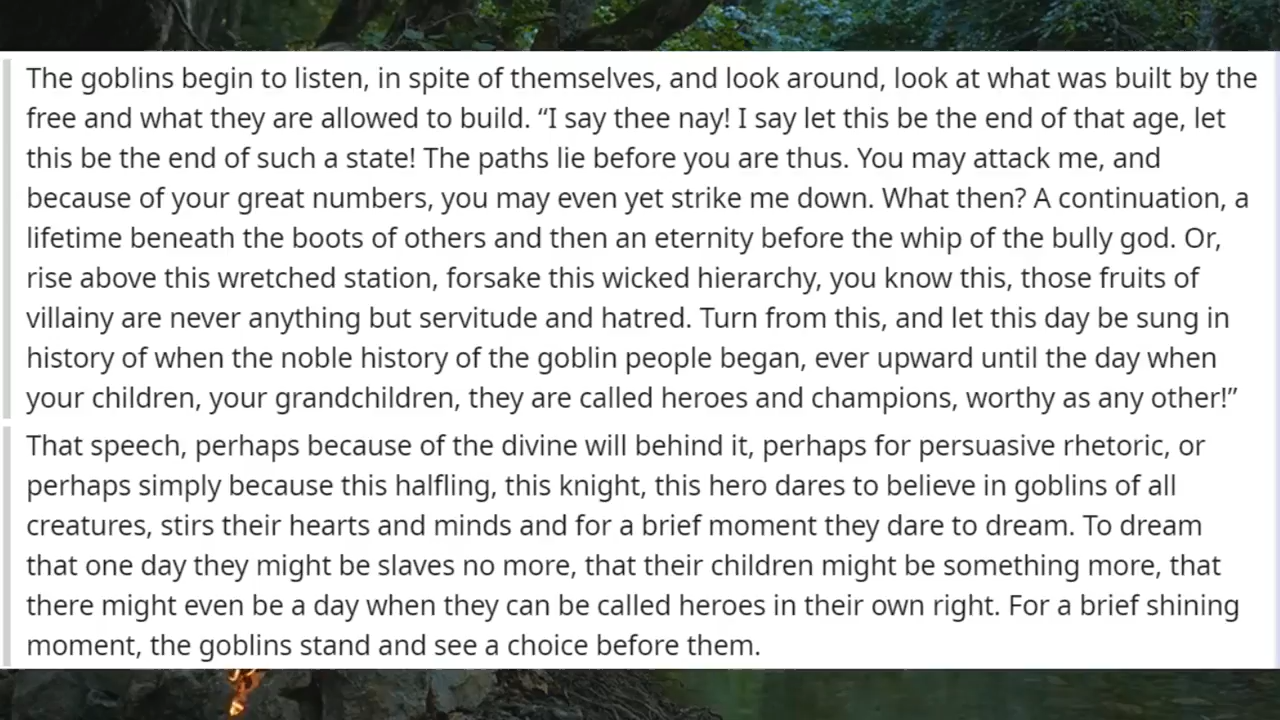 The goblins begin to listen, in spite of themselves, and look around, look at what was built by the
free and what they are allowed to build. “I say thee nay! I say let this be the end of that age, let
this be the end of such a state! The paths lie before you are thus. You may attack me, and
because of your great numbers, you may even yet strike me down. What then? A continuation, a
lifetime beneath the boots of others and then an eternity before the whip of the bully god. Or,
rise above this wretched station, forsake this wicked hierarchy, you know this, those fruits of
villainy are never anything but servitude and hatred. Turn from this, and let this day be sung in
history of when the noble history of the goblin people began, ever upward until the day when
your children, your grandchildren, they are called heroes and champions, worthy as any other!”
That speech, perhaps because of the divine will behind it, perhaps for persuasive rhetoric, or
perhaps simply because this halfling, this knight, this hero dares to believe in goblins of all
creatures, stirs their hearts and minds and for a brief moment they dare to dream. To dream
that one day they might be slaves no more, that their children might be something more, that
there might even be a day when they can be called heroes in their own right. For a brief shining
moment, the goblins stand and see a choice before them.